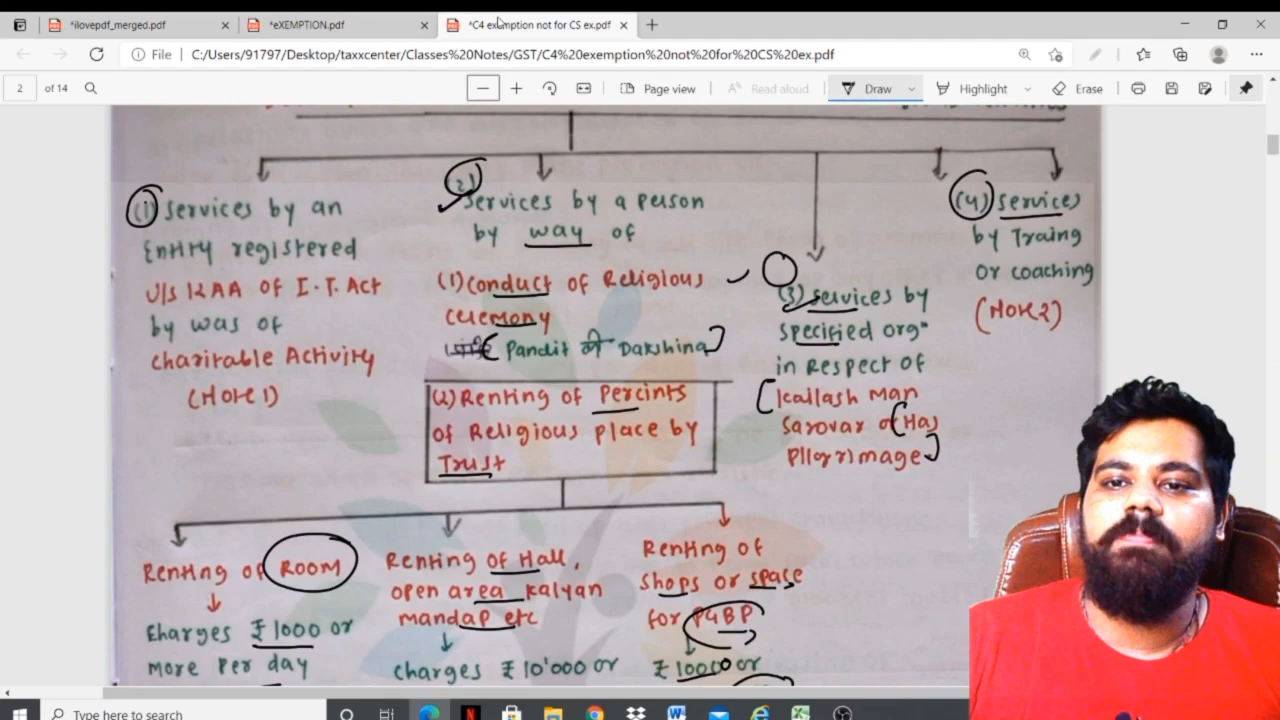 *ilovepdf_merged.pdf
*eXEMPTION.pdf
*C4 exemption not for CS ex.pdf
File
C:/Users/91797/Desktop/taxxcenter/Classes%20Notes/GST/C4%20exemption%20not%20for%20CS%20ex.pdf
2 of 14
Page view
Read aloud
Draw
Highlight
Erase
(1) Services by an
Entity registered
U/S 12AA of I.T. Act
by was of
charitable Activity
(Note 1)
(2)
Services by a person
by way of
(1) conduct of Religious
ceremony
(Pandit की Dakshina)
(2) Renting of Percints
of Religious place by
Trust
(3) services by
specified orgn
in respect of
kailash Man
Sarovar or Haj
Pilgrimage
(4) services
by Traing
or coaching
(Note 2)
Renting of ROOM
Charges ₹ 1000 or
more per day
Renting of Hall,
open area kalyan
mandap etc
charges ₹ 10'000 or
Renting of
shops or space
for PGBP
₹ 10000 or
Type here to search